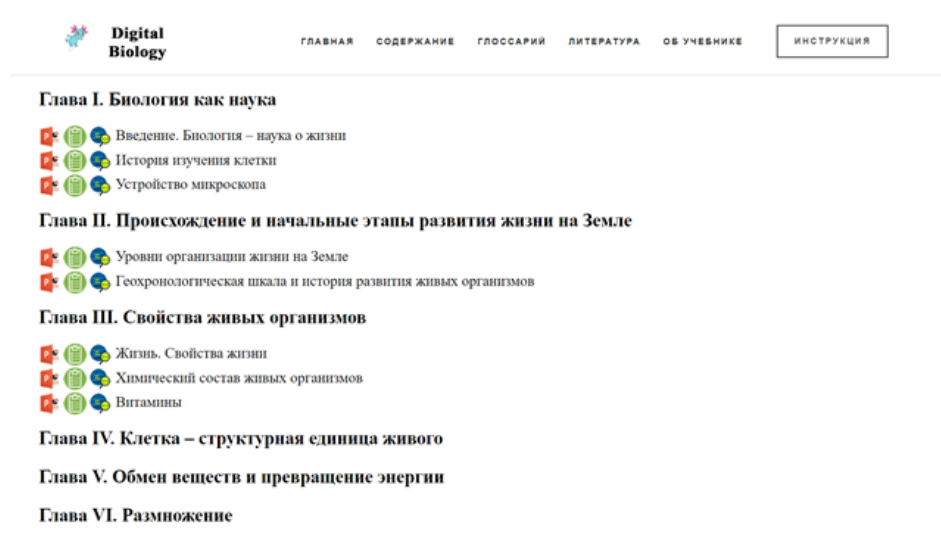 Digital
Biology
ГЛАВНАЯ СОДЕРЖАНИЕ ГЛОССАРИЙ ЛИТЕРАТУРА ОБ УЧЕБНИКЕ ИНСТРУКЦИЯ
Глава I. Биология как наука
Введение. Биология – наука о жизни
История изучения клетки
Устройство микроскопа
Глава II. Происхождение и начальные этапы развития жизни на Земле
Уровни организации жизни на Земле
Геохронологическая шкала и история развития живых организмов
Глава III. Свойства живых организмов
Жизнь. Свойства жизни
Химический состав живых организмов
Витамины
Глава IV. Клетка – структурная единица живого
Глава V. Обмен веществ и превращение энергии
Глава VI. Размножение